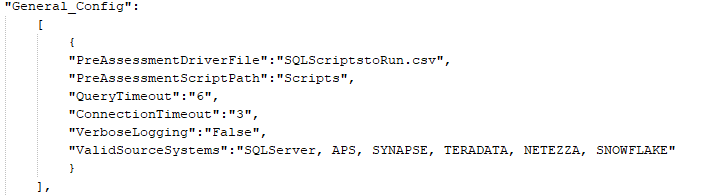 "General_Config":
[
{
"PreAssessmentDriverFile":"SQLScriptstoRun.csv",
"PreAssessmentScriptPath":"Scripts",
"QueryTimeout":"6",
"ConnectionTimeout":"3",
"VerboseLogging":"False",
"ValidSourceSystems":"SQLServer, APS, SYNAPSE, TERADATA, NETEZZA, SNOWFLAKE"
}
],